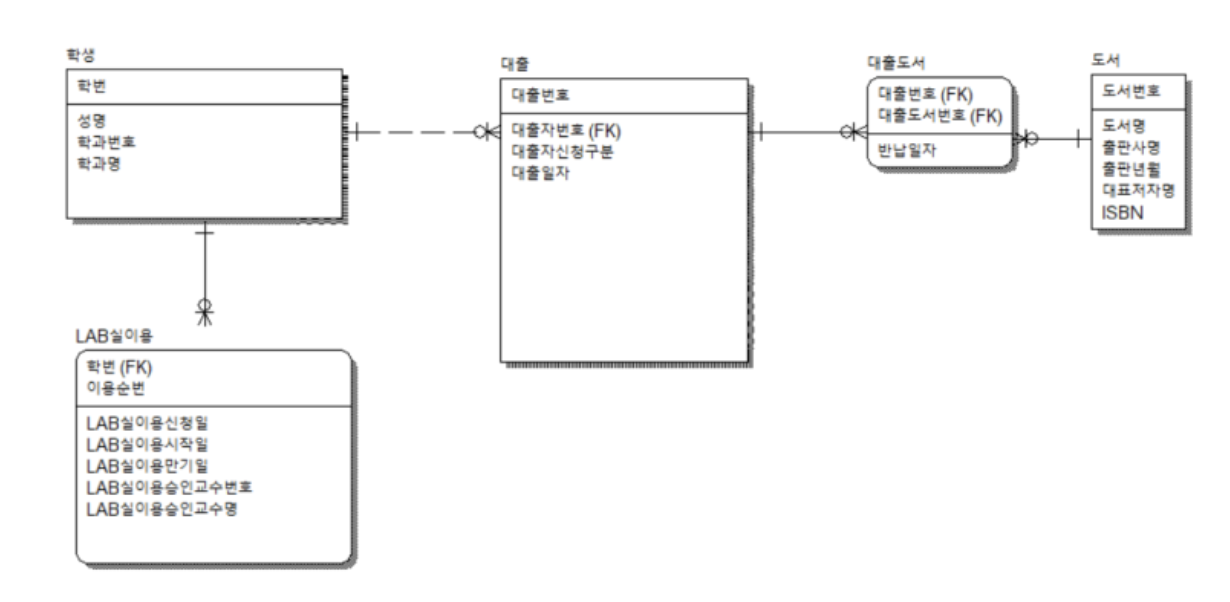 학생
학번
성명
학과번호
학과명
대출
대출번호
대출자번호 (FK)
대출자신청구분
대출일자
대출도서
대출번호 (FK)
대출도서번호 (FK)
반납일자
도서
도서번호
도서명
출판사명
출판년월
대표저자명
ISBN
LAB실이용
학번 (FK)
이용순번
LAB실이용신청일
LAB실이용시작일
LAB실이용만기일
LAB실이용승인교수번호
LAB실이용승인교수명